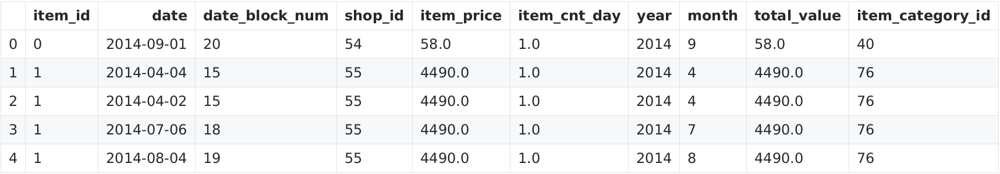 item_id date date_block_num shop_id item_price item_cnt_day year month total_value item_category_id
0 0 2014-09-01 20 54 58.0 1.0 2014 9 58.0 40
1 1 2014-04-04 15 55 4490.0 1.0 2014 4 4490.0 76
2 1 2014-04-02 15 55 4490.0 1.0 2014 4 4490.0 76
3 1 2014-07-06 18 55 4490.0 1.0 2014 7 4490.0 76
4 1 2014-08-04 19 55 4490.0 1.0 2014 8 4490.0 76